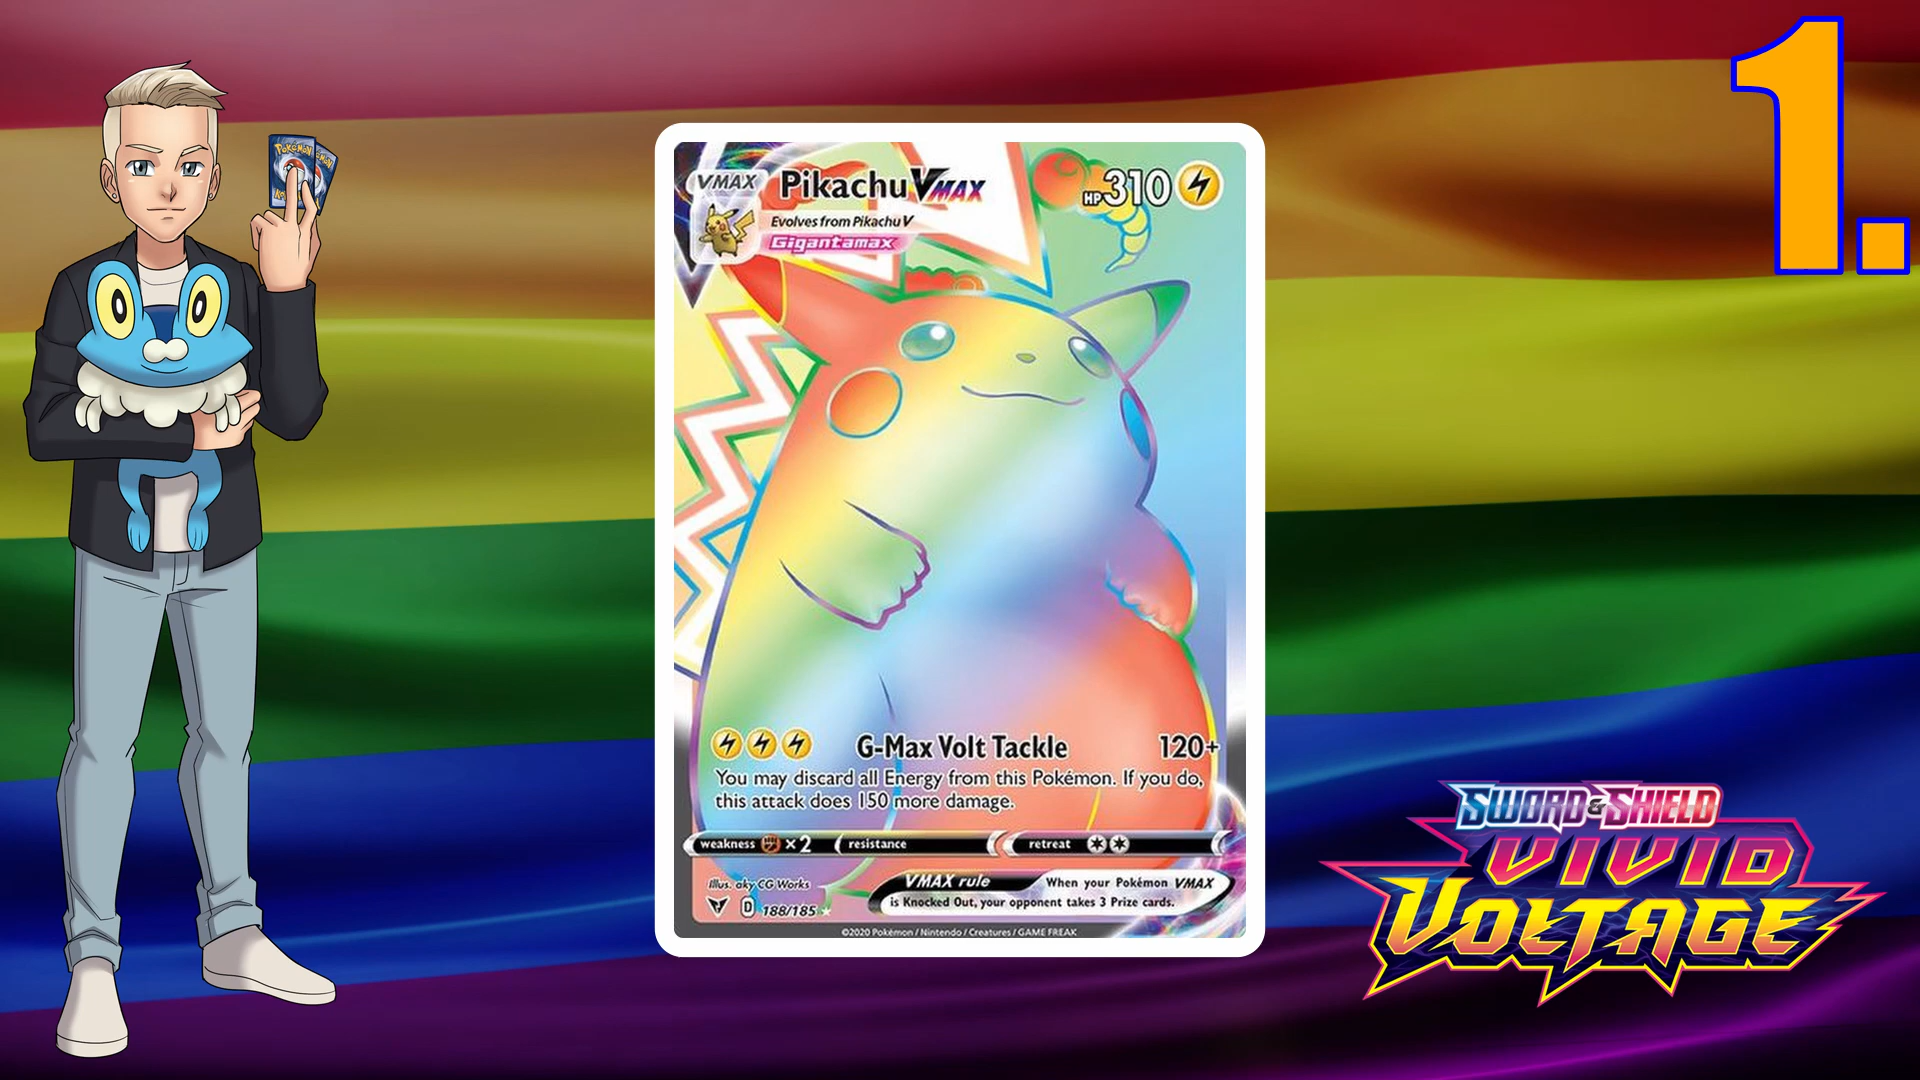 1.
POKéMON
VMAX
Pikachu VMAX
HP 310
Evolves from Pikachu V
Gigantamax
G-Max Volt Tackle 120+
You may discard all Energy from this Pokémon. If you do,
this attack does 150 more damage.
weakness ×2 resistance retreat
Illus. aky CG Works
D 188/185
VMAX rule When your Pokémon VMAX
is Knocked Out, your opponent takes 3 Prize cards.
©2020 Pokémon / Nintendo / Creatures / GAME FREAK
SWORD & SHIELD
VIVID
VOLTAGE